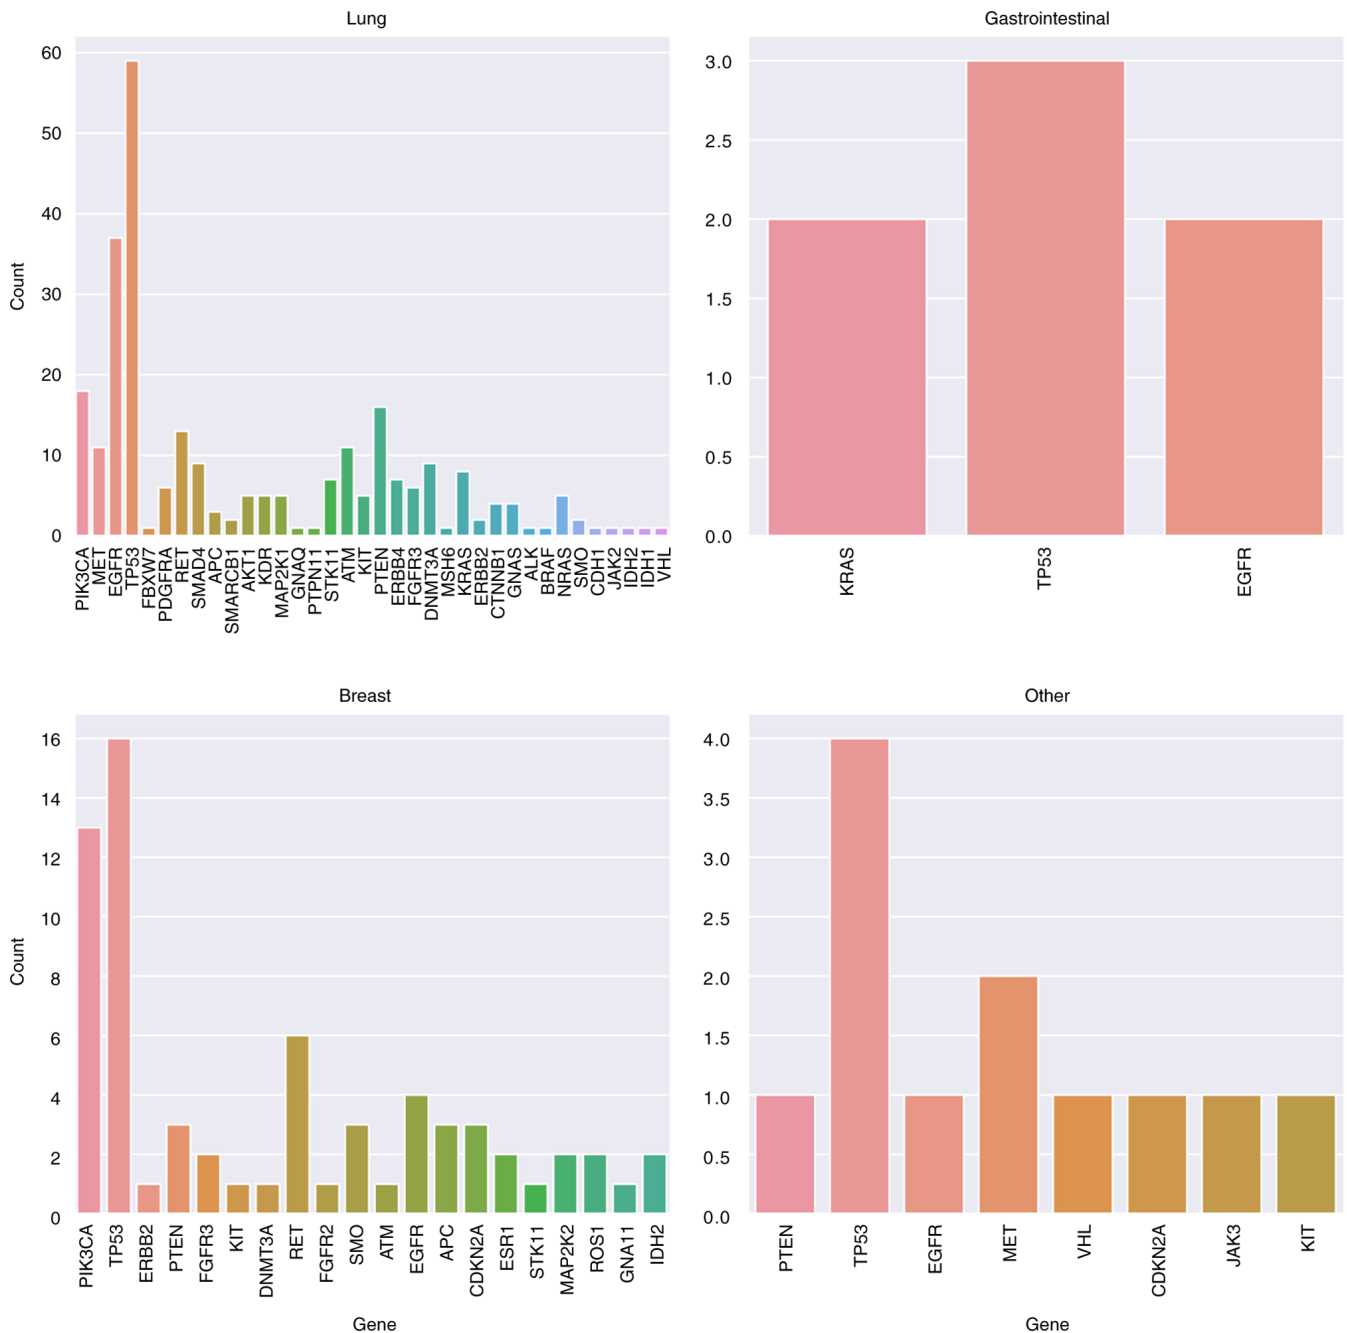 Lung
Count
60
50
40
30
20
10
0
PIK3CA
MET
EGFR
TP53
FBXW7
PDGFRA
RET
SMAD4
APC
SMARCB1
AKT1
KDR
MAP2K1
GNAQ
PTPN11
STK11
ATM
KIT
PTEN
ERBB4
FGFR3
DNMT3A
MSH6
KRAS
ERBB2
CTNNB1
GNAS
ALK
BRAF
NRAS
SMO
CDH1
JAK2
IDH2
IDH1
VHL
Gastrointestinal
3.0
2.5
2.0
1.5
1.0
0.5
0.0
KRAS
TP53
EGFR
Breast
Count
16
14
12
10
8
6
4
2
0
PIK3CA
TP53
ERBB2
PTEN
FGFR3
KIT
DNMT3A
RET
FGFR2
SMO
ATM
EGFR
APC
CDKN2A
ESR1
STK11
MAP2K2
ROS1
GNA11
IDH2
Gene
Other
4.0
3.5
3.0
2.5
2.0
1.5
1.0
0.5
0.0
PTEN
TP53
EGFR
MET
VHL
CDKN2A
JAK3
KIT
Gene